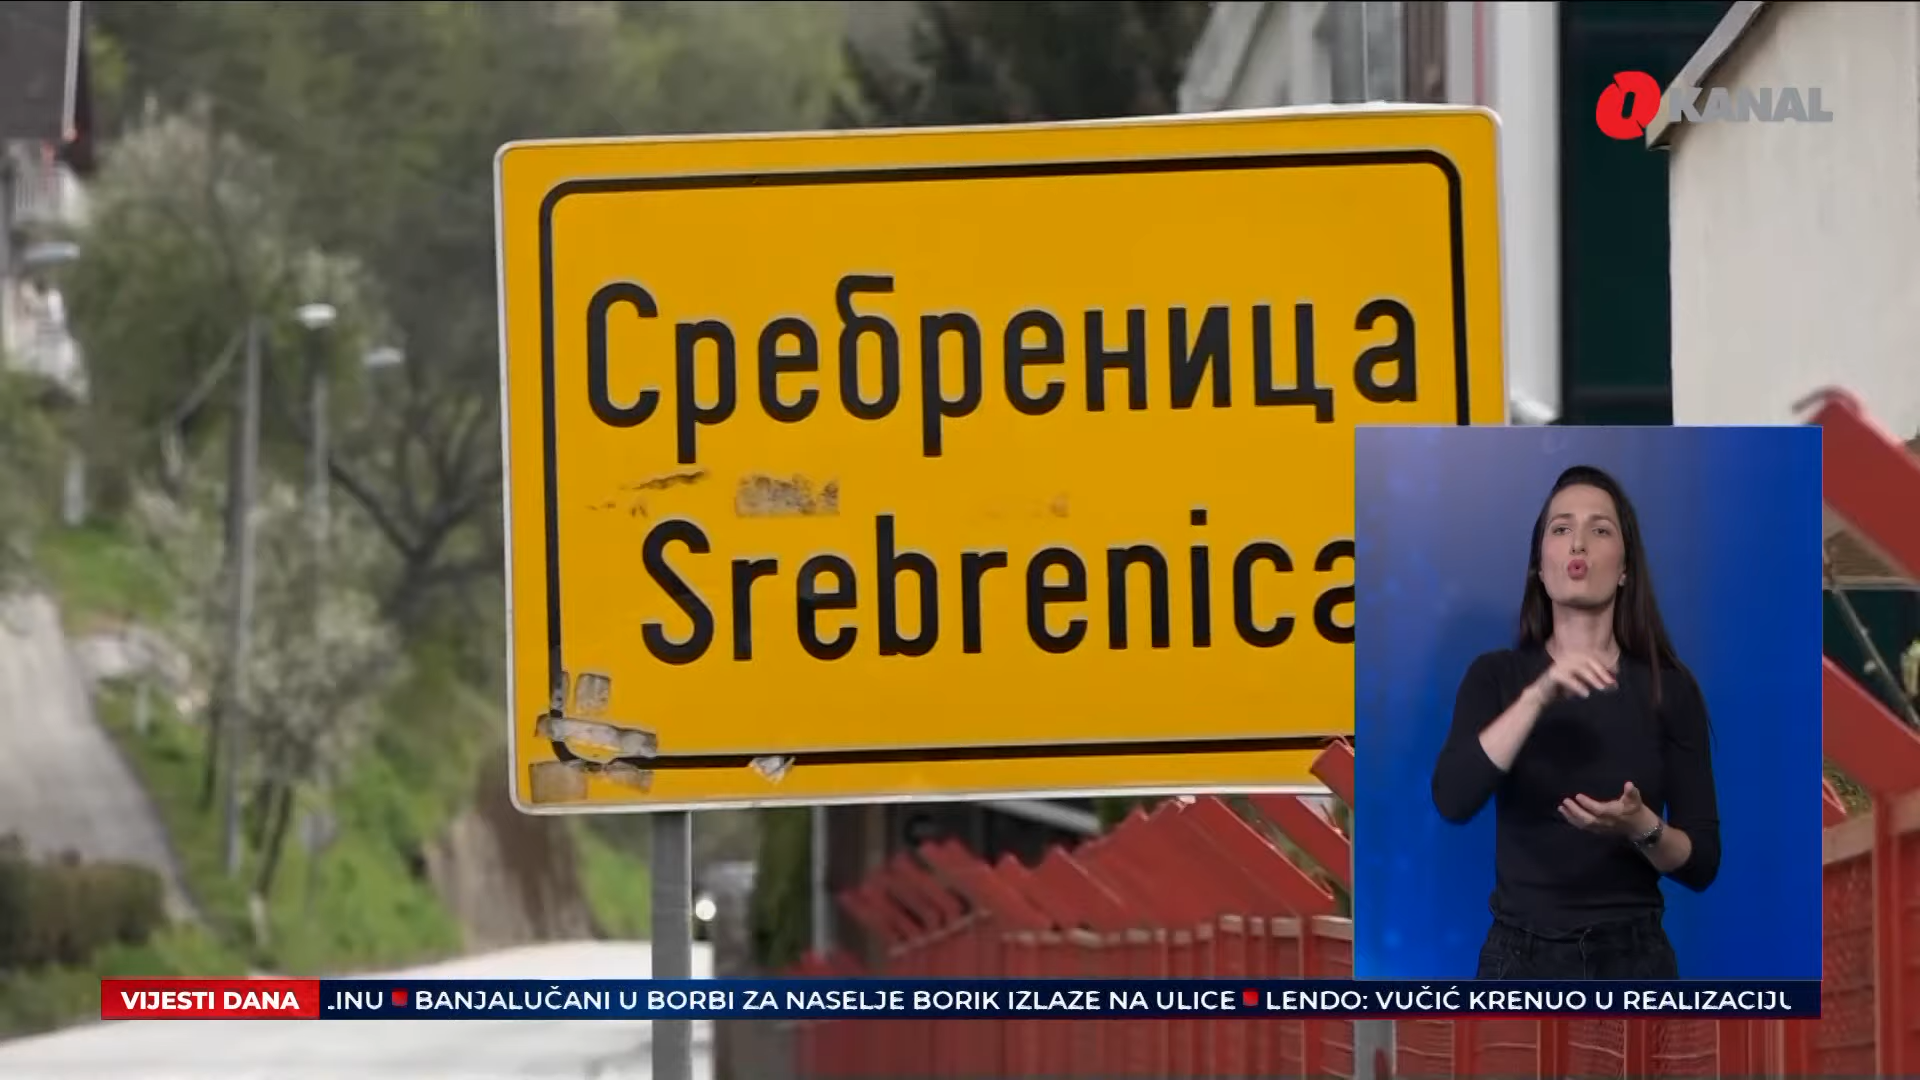 O KANAL
Сребреница
Srebrenica
VIJESTI DANA
INU ▪ BANJALUČANI U BORBI ZA NASELJE BORIK IZLAZE NA ULICE ▪ LENDO: VUČIĆ KRENUO U REALIZACIJU